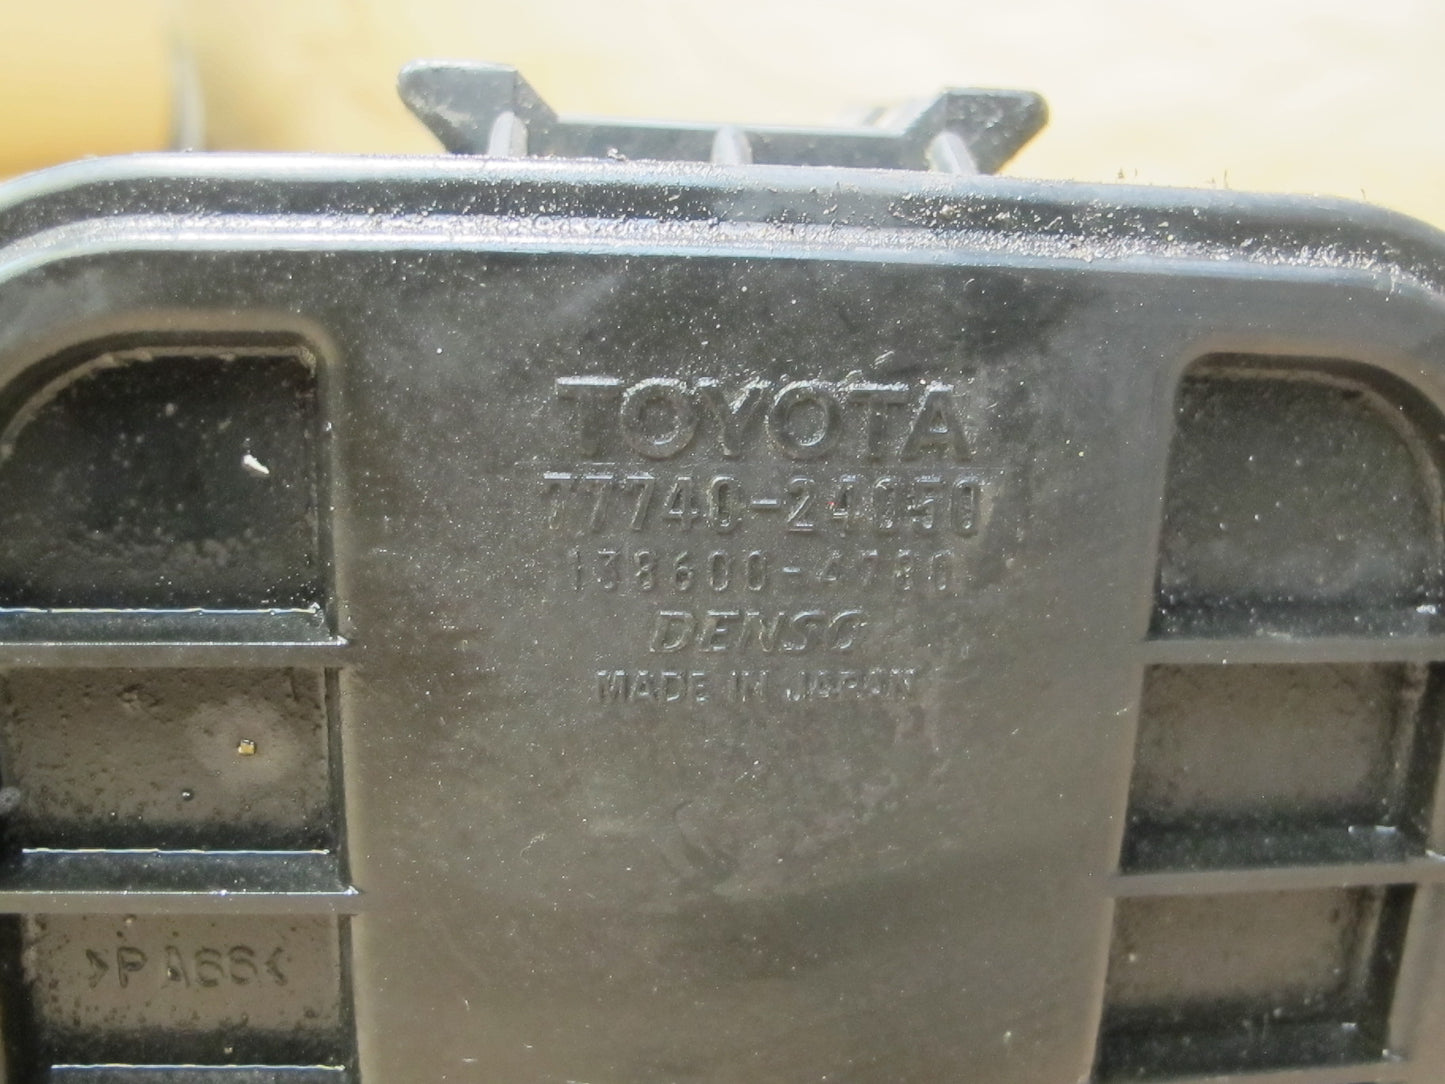 TOYOTA
77740-24050
138600-4780
DENSO
MADE IN JAPAN
>PA66<